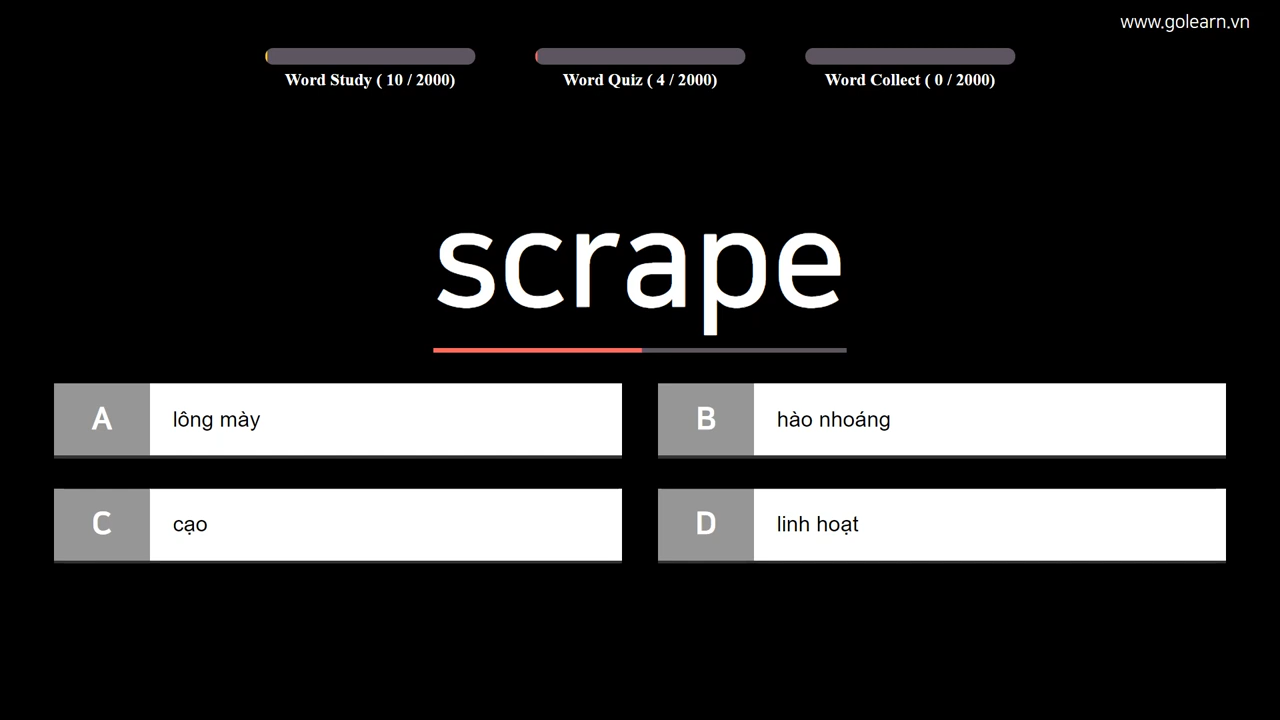 www.golearn.vn
Word Study ( 10 / 2000)
Word Quiz ( 4 / 2000)
Word Collect ( 0 / 2000)
scrape
A lông mày
B hào nhoáng
C cạo
D linh hoạt